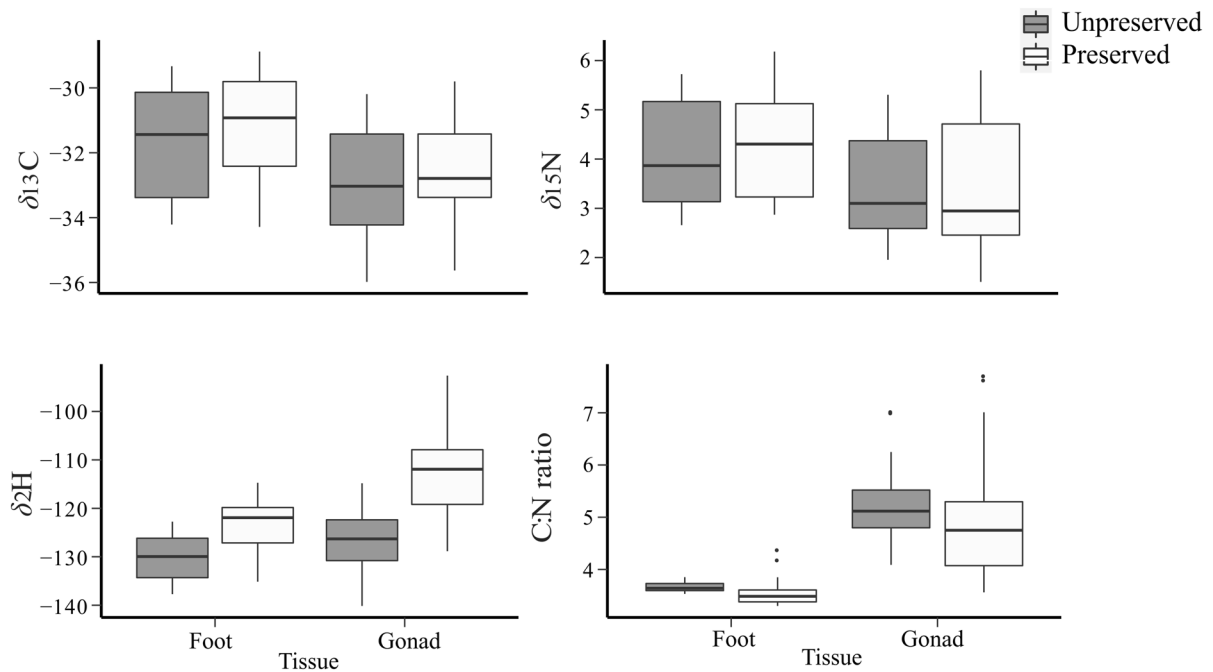 Unpreserved
Preserved
δ13C
−30
−32
−34
−36
δ15N
6
5
4
3
2
δ2H
−100
−110
−120
−130
−140
Foot
Gonad
Tissue
C:N ratio
7
6
5
4
Foot
Gonad
Tissue